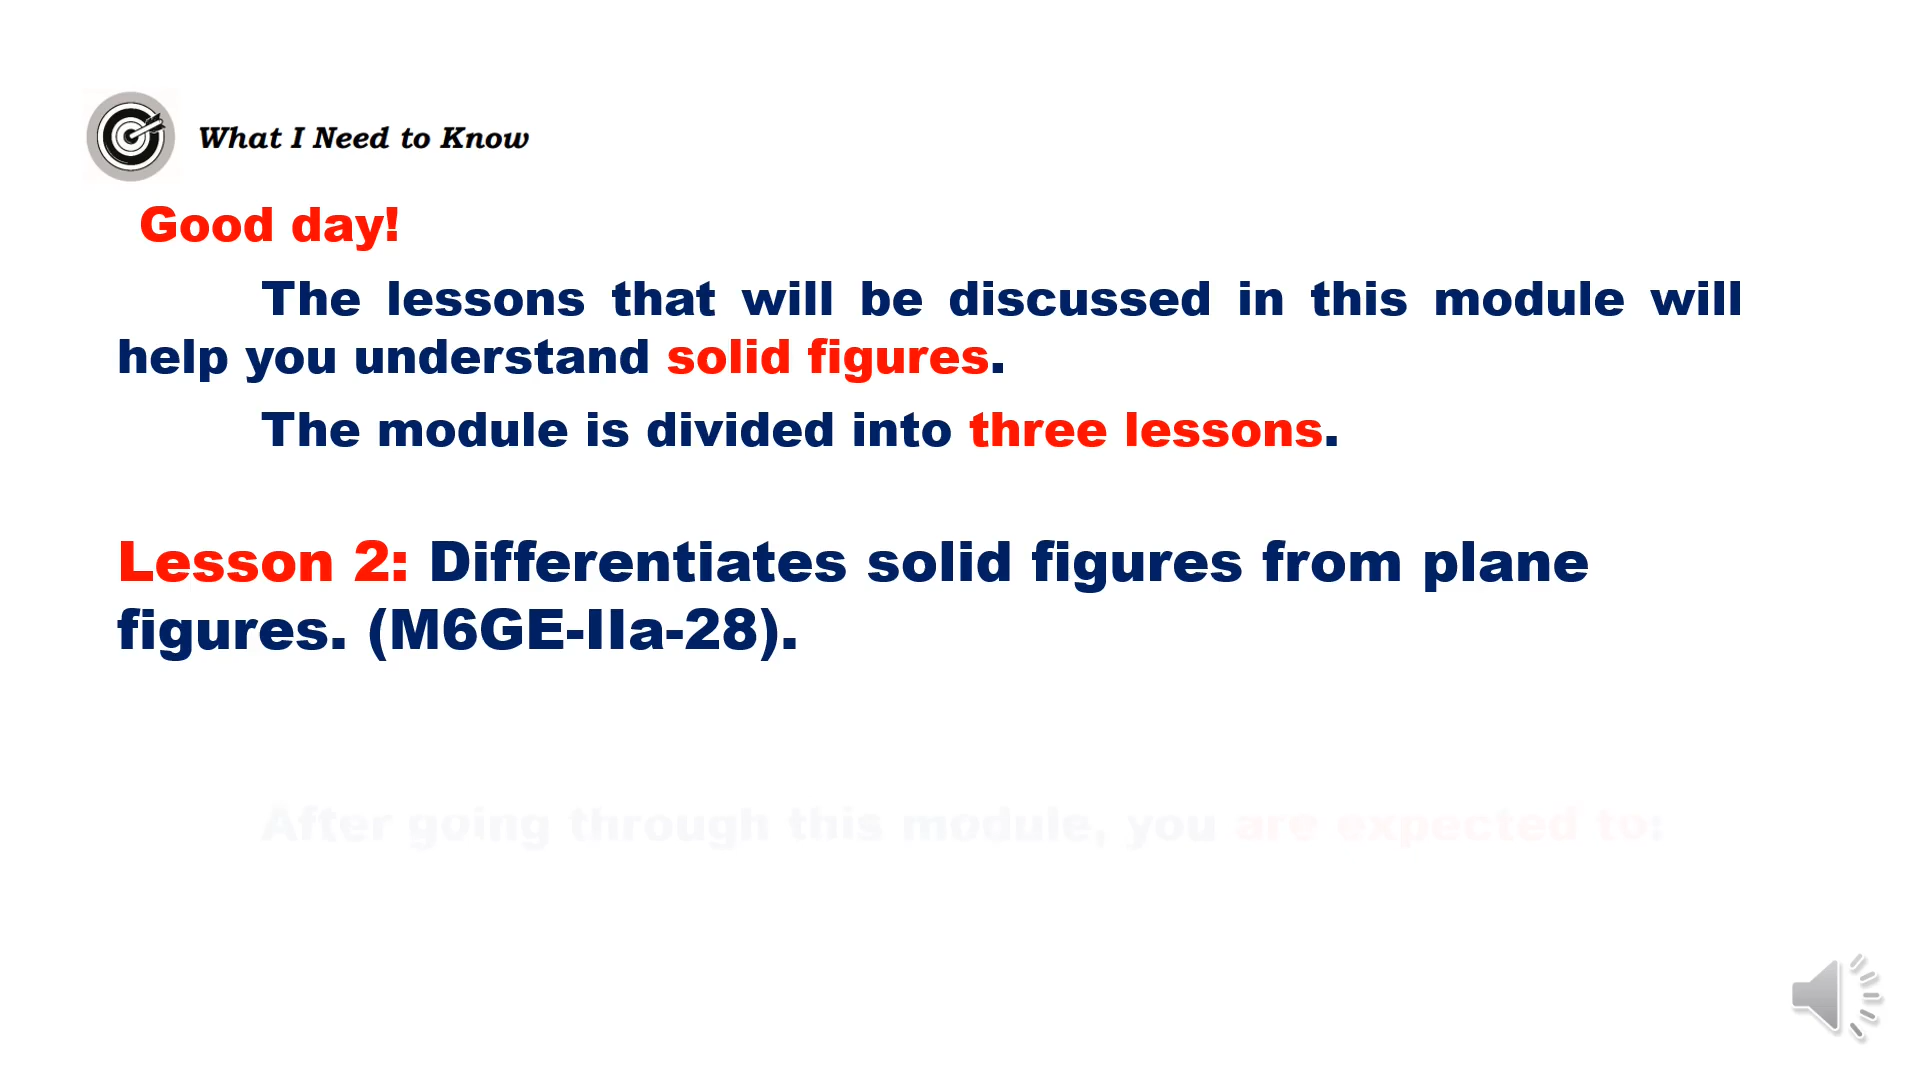 What I Need to Know
Good day!
The lessons that will be discussed in this module will
help you understand solid figures.
The module is divided into three lessons.
Lesson 2: Differentiates solid figures from plane
figures. (M6GE-IIa-28).
After going through this module, you are expected to: